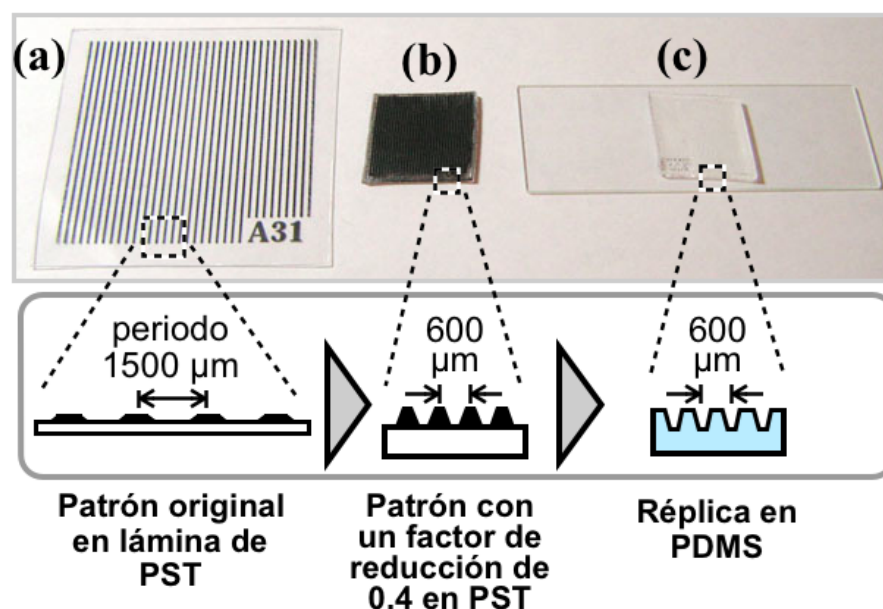 (a)
(b)
(c)
A31
periodo
1500 µm
600
µm
600
µm
Patrón original
en lámina de
PST
Patrón con
un factor de
reducción de
0.4 en PST
Réplica en
PDMS